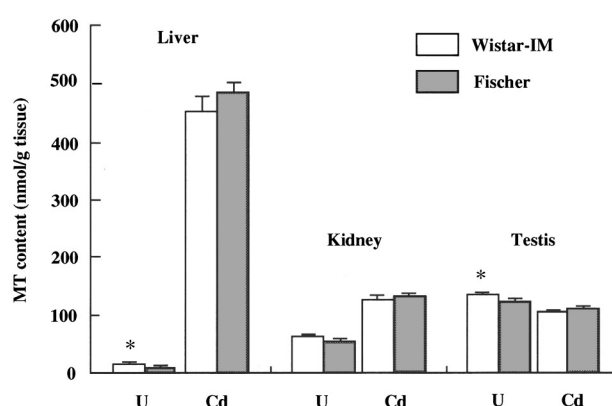 600
500
400
300
200
100
0
MT content (nmol/g tissue)
Liver
Kidney
Testis
Wistar-IM
Fischer
*
*
U Cd U Cd U Cd